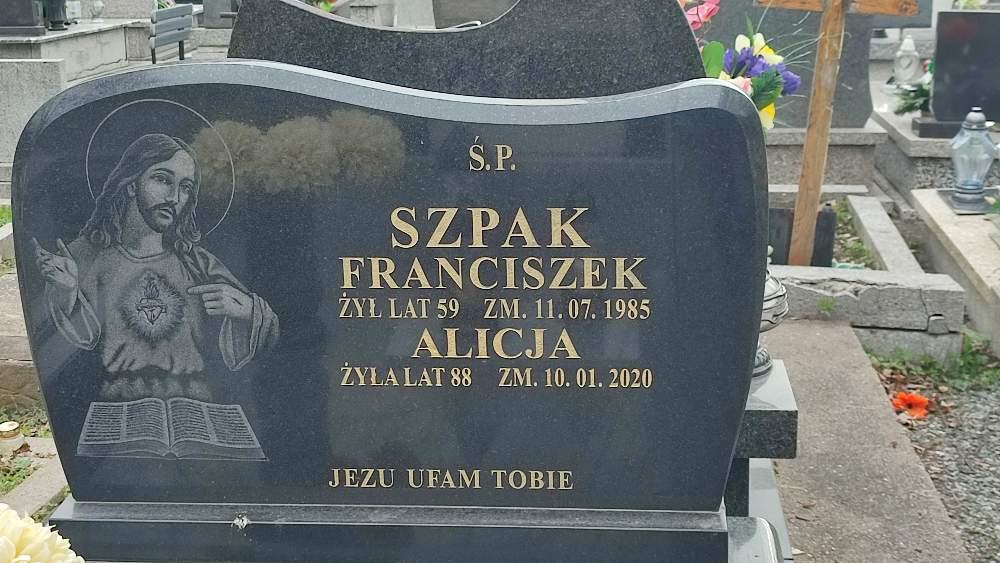 Ś.P.
SZPAK
FRANCISZEK
ŻYŁ LAT 59 ZM. 11. 07. 1985
ALICJA
ŻYŁA LAT 88 ZM. 10. 01. 2020
JEZU UFAM TOBIE